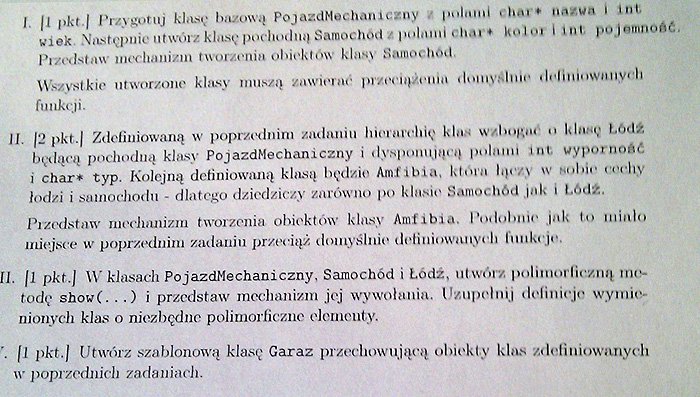 I. [1 pkt.] Przygotuj klasę bazową PojazdMechaniczny z polami char* nazwa i int
wiek. Następnie utwórz klasę pochodną Samochód z polami char* kolor i int pojemność.
Przedstaw mechanizm tworzenia obiektów klasy Samochód.
Wszystkie utworzone klasy muszą zawierać przeciążenia domyślnie definiowanych
funkcji.
II. [2 pkt.] Zdefiniowaną w poprzednim zadaniu hierarchię klas wzbogać o klasę Łódź
będącą pochodną klasy PojazdMechaniczny i dysponującą polami int wyporność
i char* typ. Kolejną definiowaną klasą będzie Amfibia, która łączy w sobie cechy
łodzi i samochodu - dlatego dziedziczy zarówno po klasie Samochód jak i Łódź.
Przedstaw mechanizm tworzenia obiektów klasy Amfibia. Podobnie jak to miało
miejsce w poprzednim zadaniu przeciąż domyślnie definiowanych funkcje.
II. [1 pkt.] W klasach PojazdMechaniczny, Samochód i Łódź, utwórz polimorficzną me-
todę show(...) i przedstaw mechanizm jej wywołania. Uzupełnij definicje wymie-
nionych klas o niezbędne polimorficzne elementy.
. [1 pkt.] Utwórz szablonową klasę Garaz przechowującą obiekty klas zdefiniowanych
w poprzednich zadaniach.